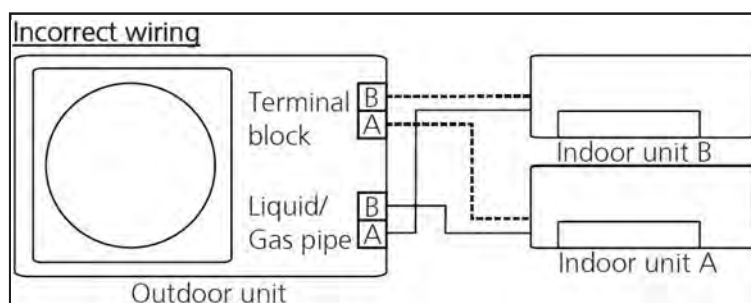 Incorrect wiring
Terminal
block
B
A
Liquid/
Gas pipe
B
A
Outdoor unit
Indoor unit B
Indoor unit A